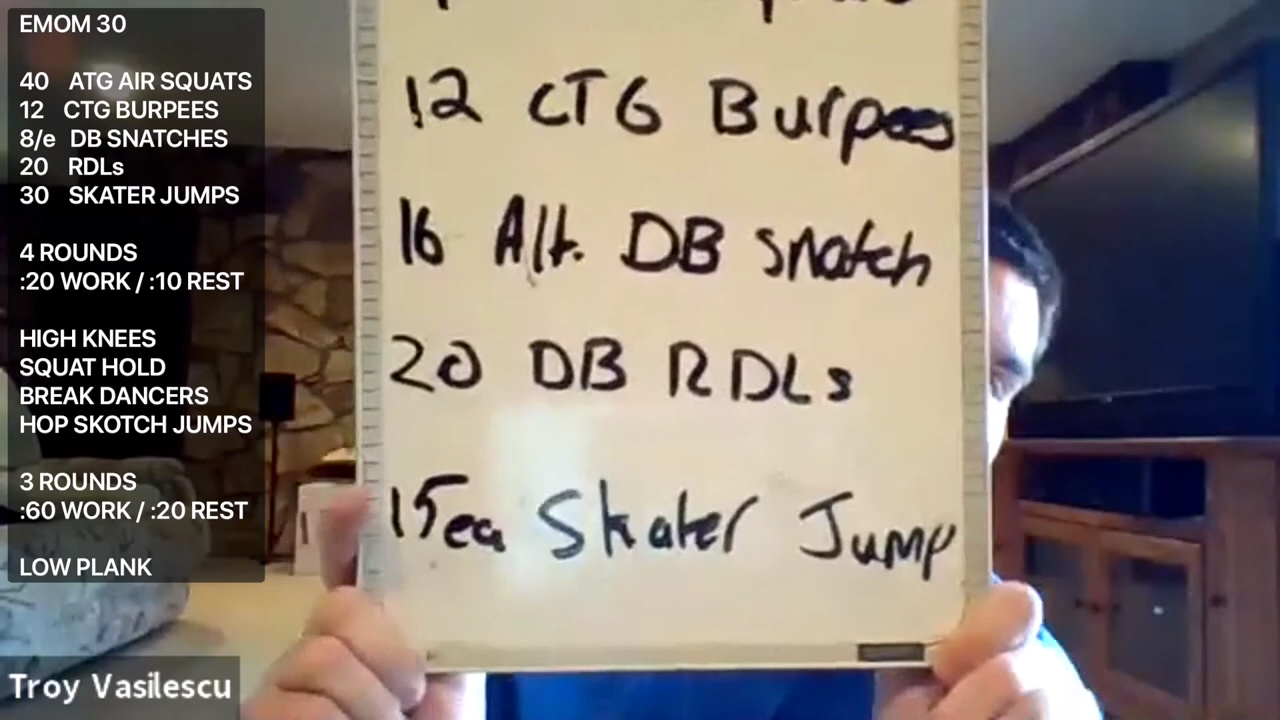 EMOM 30
40 ATG AIR SQUATS
12 CTG BURPEES
8/e DB SNATCHES
20 RDLs
30 SKATER JUMPS
4 ROUNDS
:20 WORK / :10 REST
HIGH KNEES
SQUAT HOLD
BREAK DANCERS
HOP SKOTCH JUMPS
3 ROUNDS
:60 WORK / :20 REST
LOW PLANK
12 CTG Burpees
16 Alt. DB snatch
20 DB RDLs
15ea Skater Jump
Troy Vasilescu